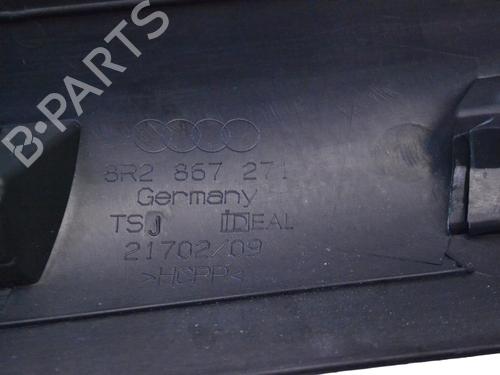 B-PARTS
8R2 867 271
Germany
TSJ IDEAL
21702/09
>HCPP<